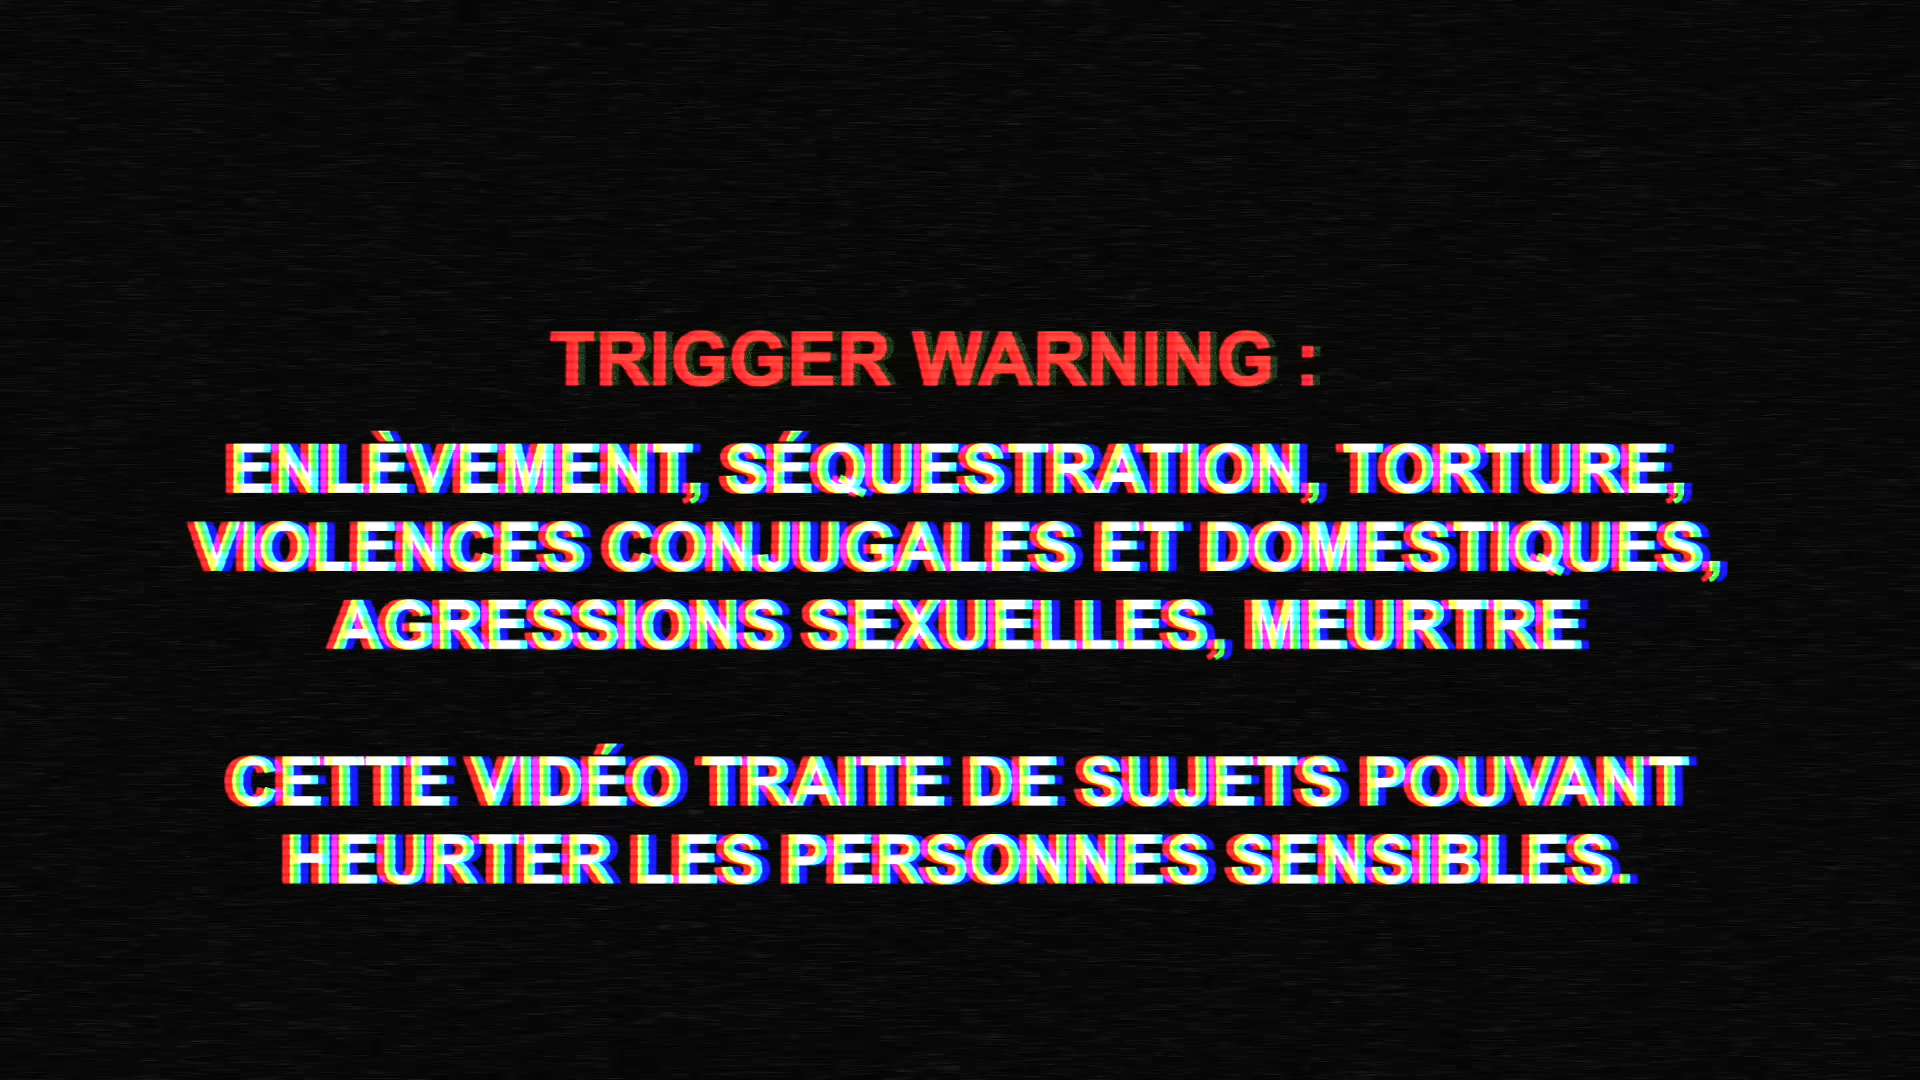 TRIGGER WARNING :
ENLÈVEMENT, SÉQUESTRATION, TORTURE,
VIOLENCES CONJUGALES ET DOMESTIQUES,
AGRESSIONS SEXUELLES, MEURTRE
CETTE VIDÉO TRAITE DE SUJETS POUVANT
HEURTER LES PERSONNES SENSIBLES.